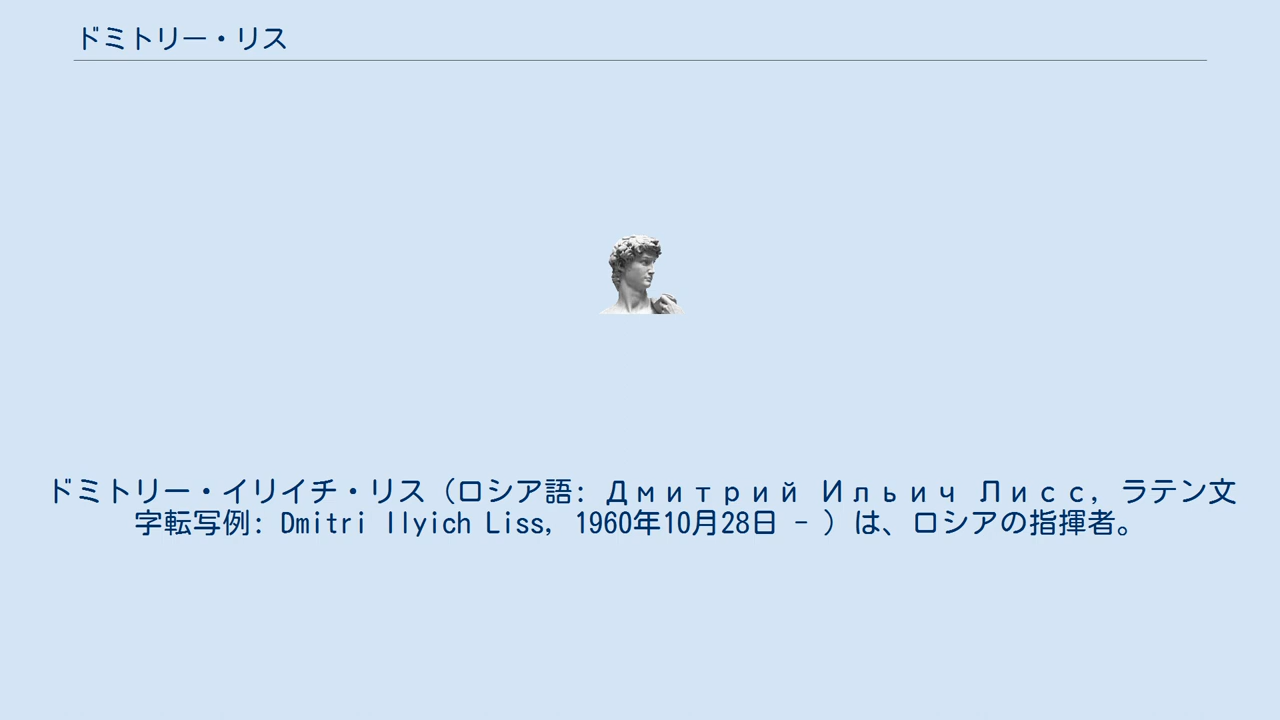 ドミトリー・リス
ドミトリー・イリイチ・リス（ロシア語: Дмитрий Ильич Лисс, ラテン文
字転写例: Dmitri Ilyich Liss, 1960年10月28日 - ）は、ロシアの指揮者。